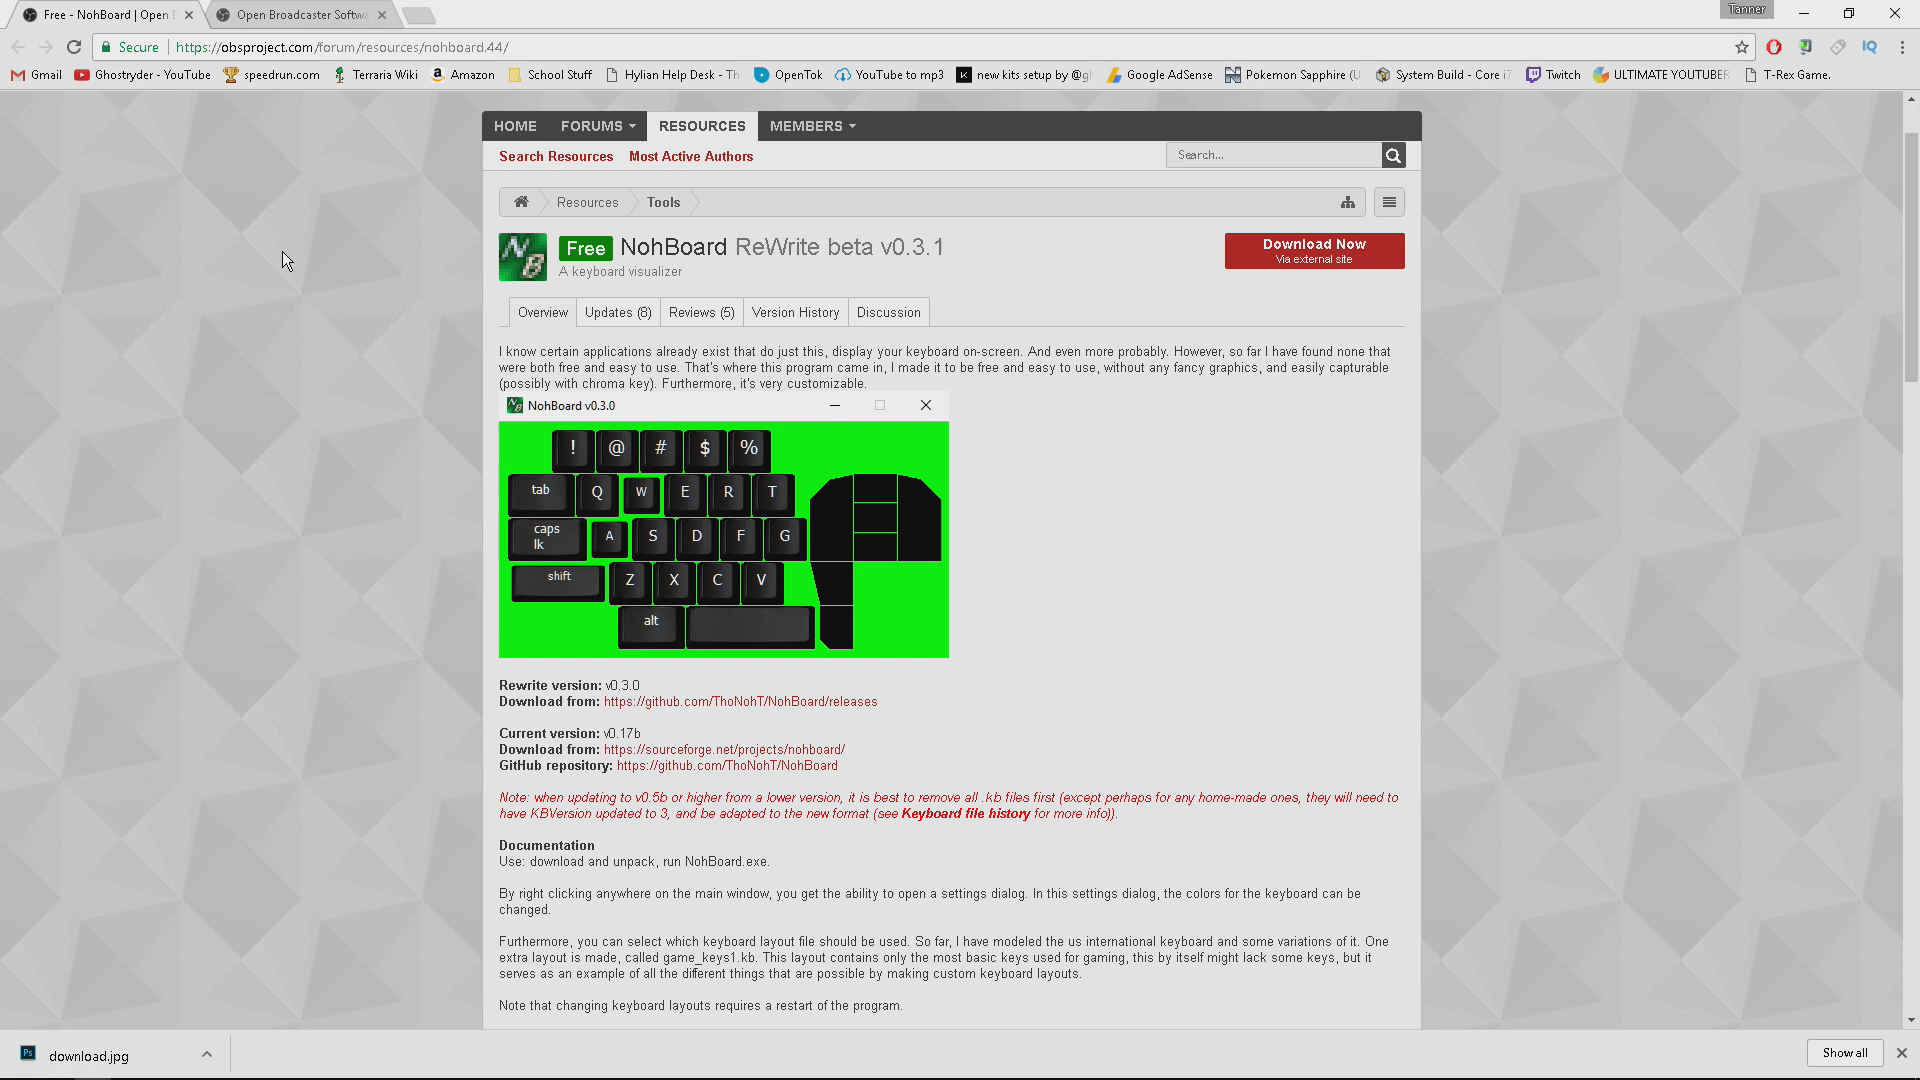 Free - NohBoard | Open
Open Broadcaster Softwa
Tanner
Secure
https://obsproject.com/forum/resources/nohboard.44/
Gmail
Ghostryder - YouTube
speedrun.com
Terraria Wiki
Amazon
School Stuff
Hylian Help Desk - Th
OpenTok
YouTube to mp3
new kits setup by @g
Google AdSense
Pokemon Sapphire (U
System Build - Core i7
Twitch
ULTIMATE YOUTUBER
T-Rex Game.
HOME
FORUMS
RESOURCES
MEMBERS
Search Resources
Most Active Authors
Search...
Resources
Tools
NB
Free
NohBoard ReWrite beta v0.3.1
A keyboard visualizer
Download Now
Via external site
Overview
Updates (8)
Reviews (5)
Version History
Discussion
I know certain applications already exist that do just this, display your keyboard on-screen. And even more probably. However, so far I have found none that
were both free and easy to use. That's where this program came in, I made it to be free and easy to use, without any fancy graphics, and easily capturable
(possibly with chroma key). Furthermore, it's very customizable.
NohBoard v0.3.0
! @ # $ %
tab Q W E R T
caps lk A S D F G
shift Z X C V
alt
Rewrite version: v0.3.0
Download from: https://github.com/ThoNohT/NohBoard/releases
Current version: v0.17b
Download from: https://sourceforge.net/projects/nohboard/
GitHub repository: https://github.com/ThoNohT/NohBoard
Note: when updating to v0.5b or higher from a lower version, it is best to remove all .kb files first (except perhaps for any home-made ones, they will need to
have KBVersion updated to 3, and be adapted to the new format (see Keyboard file history for more info)).
Documentation
Use: download and unpack, run NohBoard.exe.
By right clicking anywhere on the main window, you get the ability to open a settings dialog. In this settings dialog, the colors for the keyboard can be
changed.
Furthermore, you can select which keyboard layout file should be used. So far, I have modeled the us international keyboard and some variations of it. One
extra layout is made, called game_keys1.kb. This layout contains only the most basic keys used for gaming, this by itself might lack some keys, but it
serves as an example of all the different things that are possible by making custom keyboard layouts.
Note that changing keyboard layouts requires a restart of the program.
Ps
download.jpg
Show all